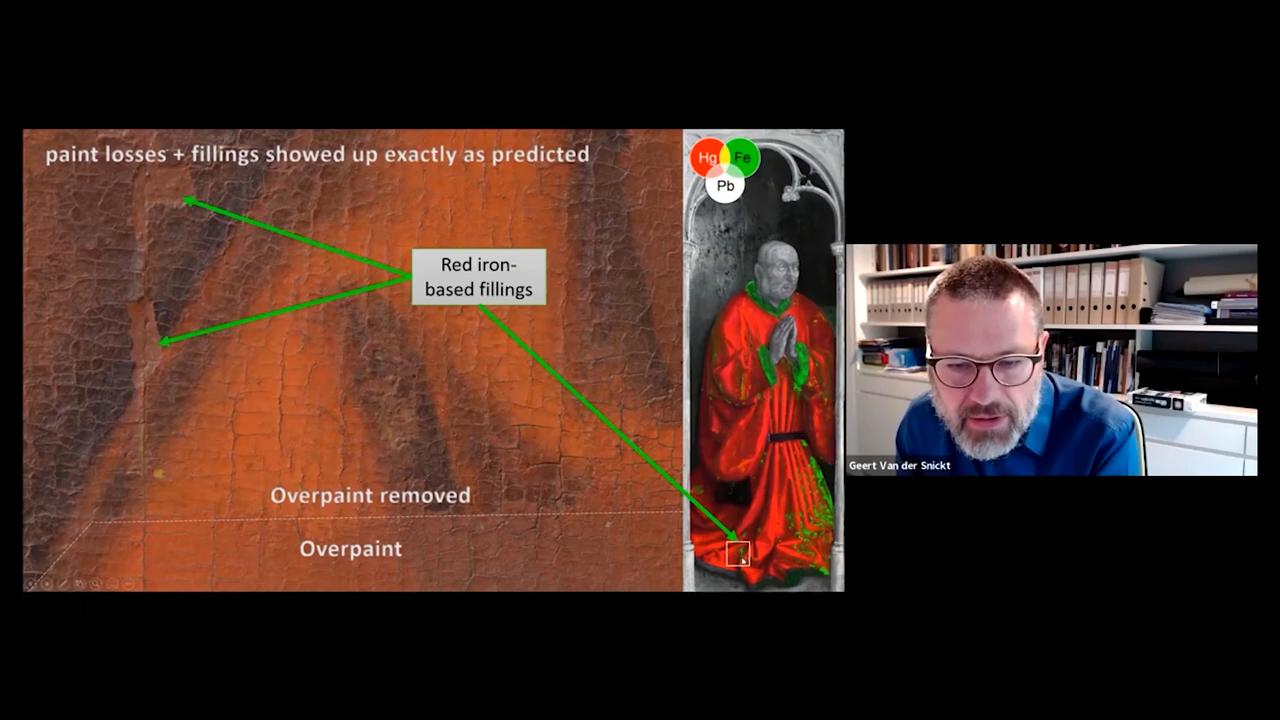 paint losses + fillings showed up exactly as predicted
Hg
Fe
Pb
Red iron-
based fillings
Overpaint removed
Overpaint
Geert Van der Snickt